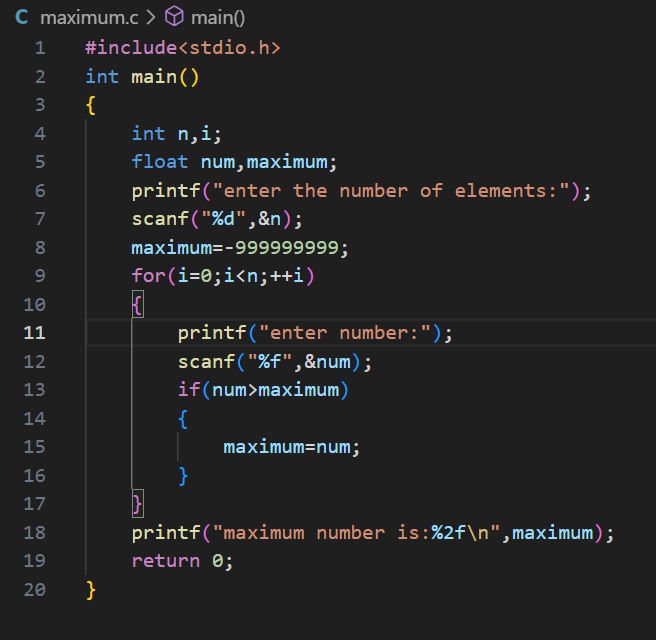 C maximum.c > main()
1 #include<stdio.h>
2 int main()
3 {
4     int n,i;
5     float num,maximum;
6     printf("enter the number of elements:");
7     scanf("%d",&n);
8     maximum=-999999999;
9     for(i=0;i<n;++i)
10     {
11         printf("enter number:");
12         scanf("%f",&num);
13         if(num>maximum)
14         {
15             maximum=num;
16         }
17     }
18     printf("maximum number is:%2f\n",maximum);
19     return 0;
20 }